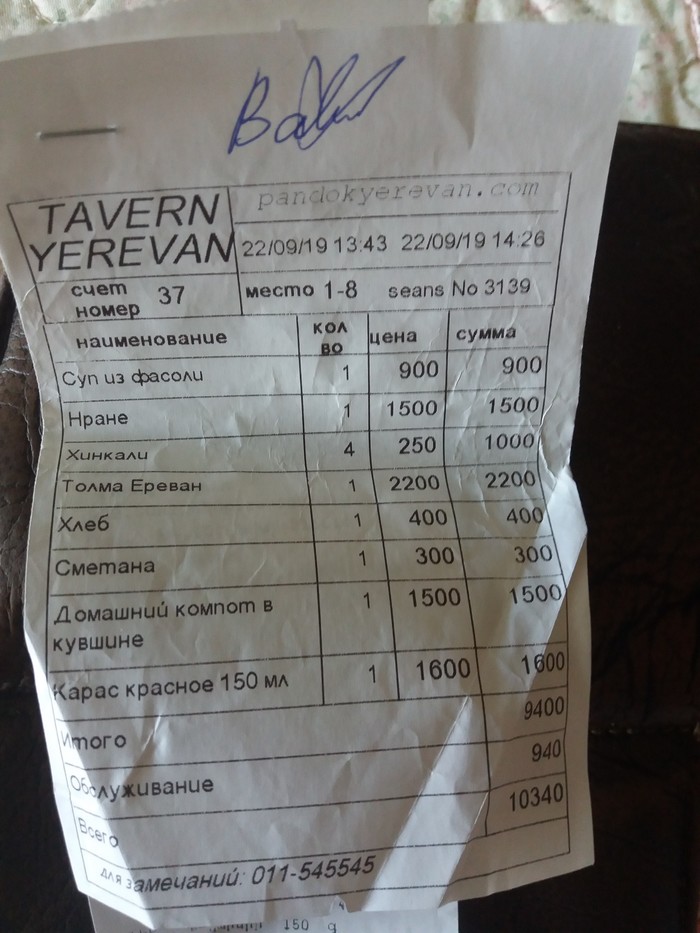 TAVERN
YEREVAN
pandokyerevan.com
22/09/19 13:43 22/09/19 14:26
счет
номер 37
место 1-8 seans No 3139
наименование кол во цена сумма
Суп из фасоли 1 900 900
Нране 1 1500 1500
Хинкали 4 250 1000
Толма Ереван 1 2200 2200
Хлеб 1 400 400
Сметана 1 300 300
Домашний компот в 1 1500 1500
кувшине
Карас красное 150 мл 1 1600 1600
Итого 9400
Обслуживание 940
Всего 10340
для замечаний: 011-545545
150 g